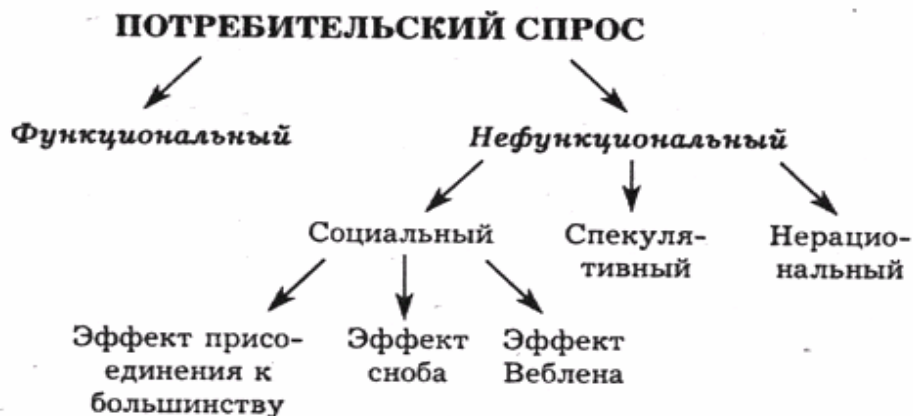 ПОТРЕБИТЕЛЬСКИЙ СПРОС
Функциональный
Нефункциональный
Социальный
Спекуля-
тивный
Нерацио-
нальный
Эффект присо-
единения к
большинству
Эффект
сноба
Эффект
Веблена